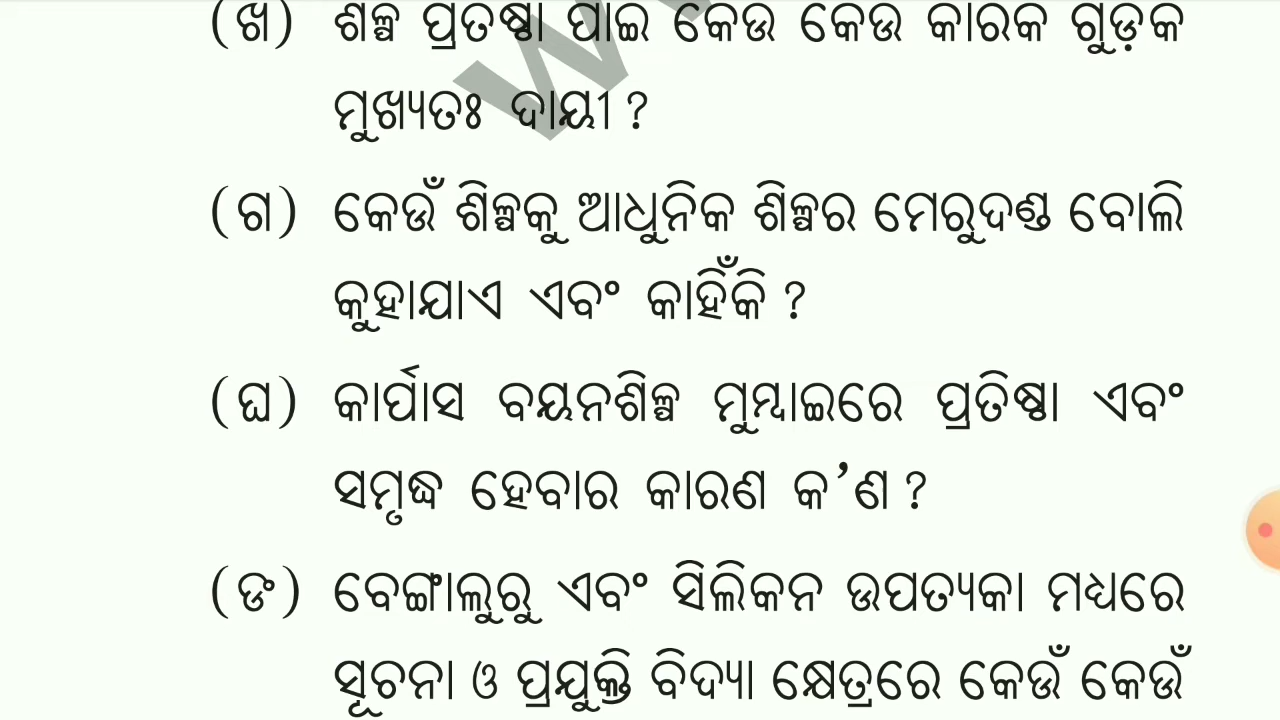 (ଖ) ଶିଳ୍ପ ପ୍ରତିଷ୍ଠା ପାଇଁ କେଉଁ କେଉଁ କାରକ ଗୁଡ଼ିକ
ମୁଖ୍ୟତଃ ଦାୟୀ ?
(ଗ) କେଉଁ ଶିଳ୍ପକୁ ଆଧୁନିକ ଶିଳ୍ପର ମେରୁଦଣ୍ଡ ବୋଲି
କୁହାଯାଏ ଏବଂ କାହିଁକି ?
(ଘ) କାର୍ପାସ ବୟନଶିଳ୍ପ ମୁମ୍ବାଇରେ ପ୍ରତିଷ୍ଠା ଏବଂ
ସମୃଦ୍ଧ ହେବାର କାରଣ କ’ଣ ?
(ଙ) ବେଙ୍ଗାଲୁରୁ ଏବଂ ସିଲିକନ ଉପତ୍ୟକା ମଧ୍ୟରେ
ସୂଚନା ଓ ପ୍ରଯୁକ୍ତି ବିଦ୍ୟା କ୍ଷେତ୍ରରେ କେଉଁ କେଉଁ